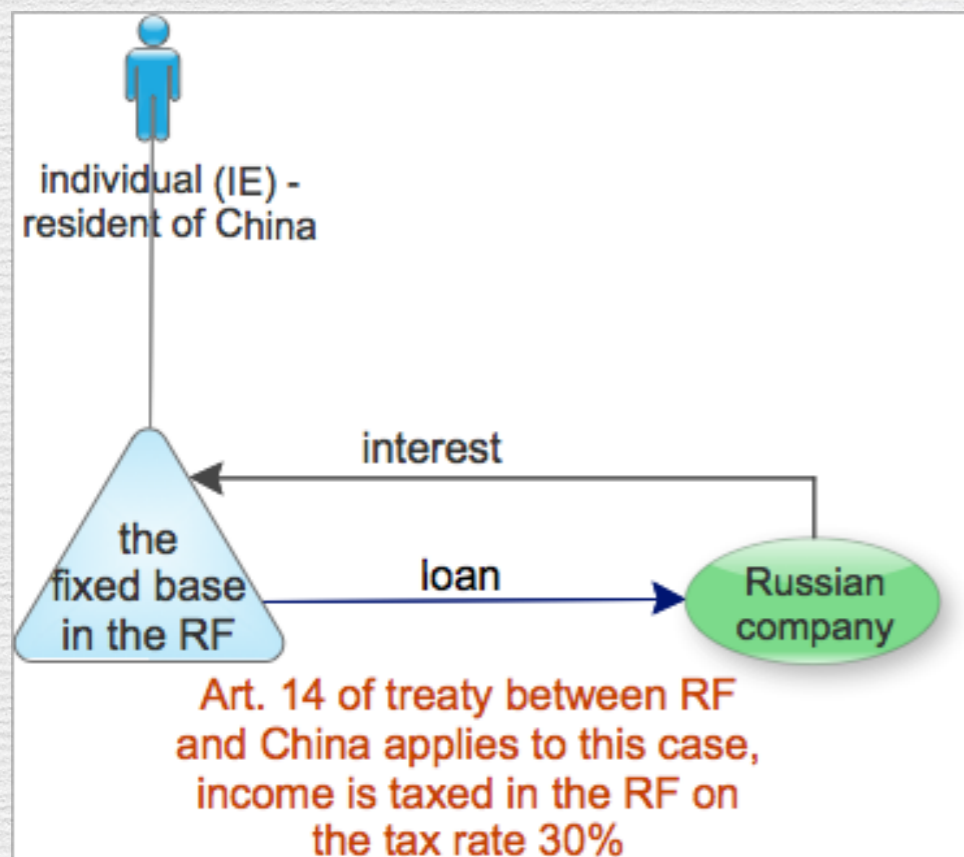 individual (IE) -
resident of China
interest
the
fixed base
in the RF
loan
Russian
company
Art. 14 of treaty between RF
and China applies to this case,
income is taxed in the RF on
the tax rate 30%